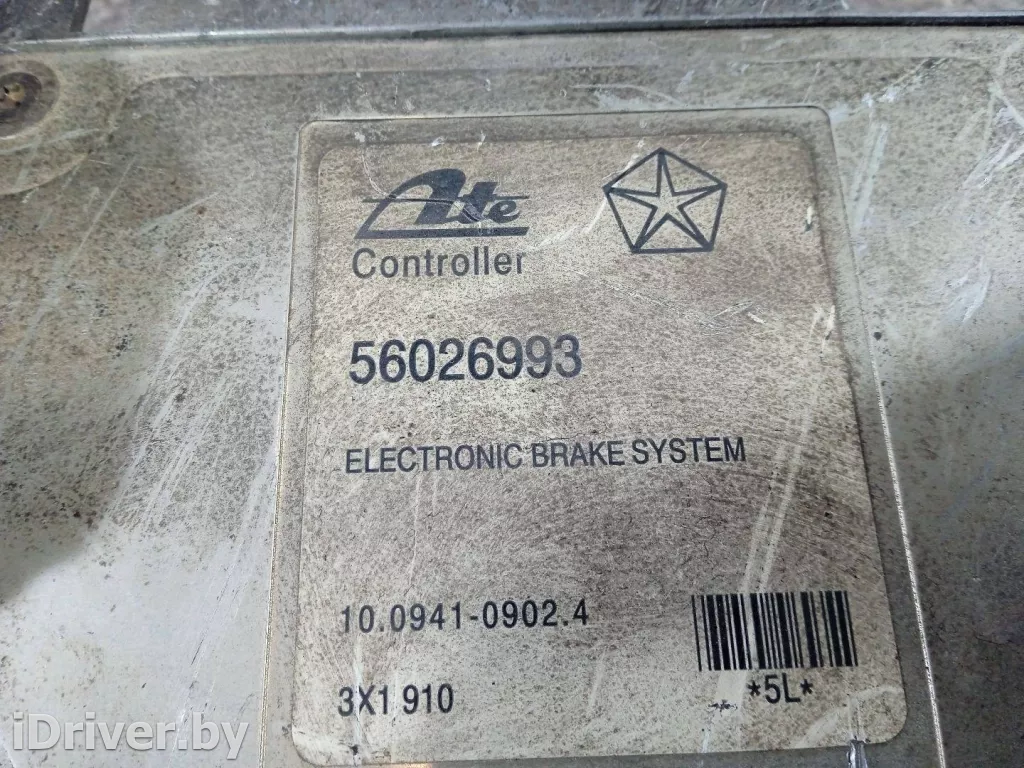 Ate
Controller
56026993
ELECTRONIC BRAKE SYSTEM
10.0941-0902.4
3X1 910
*5L*
iDriver.by